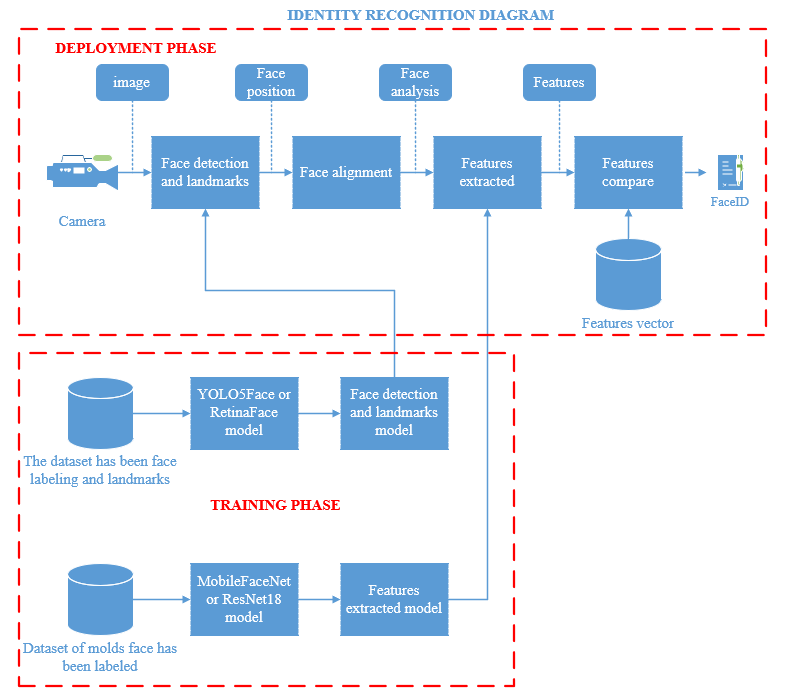 IDENTITY RECOGNITION DIAGRAM
DEPLOYMENT PHASE
image
Face
position
Face
analysis
Features
Camera
Face detection
and landmarks
Face alignment
Features
extracted
Features
compare
FaceID
Features vector
The dataset has been face
labeling and landmarks
YOLO5Face or
RetinaFace
model
Face detection
and landmarks
model
TRAINING PHASE
Dataset of molds face has
been labeled
MobileFaceNet
or ResNet18
model
Features
extracted model